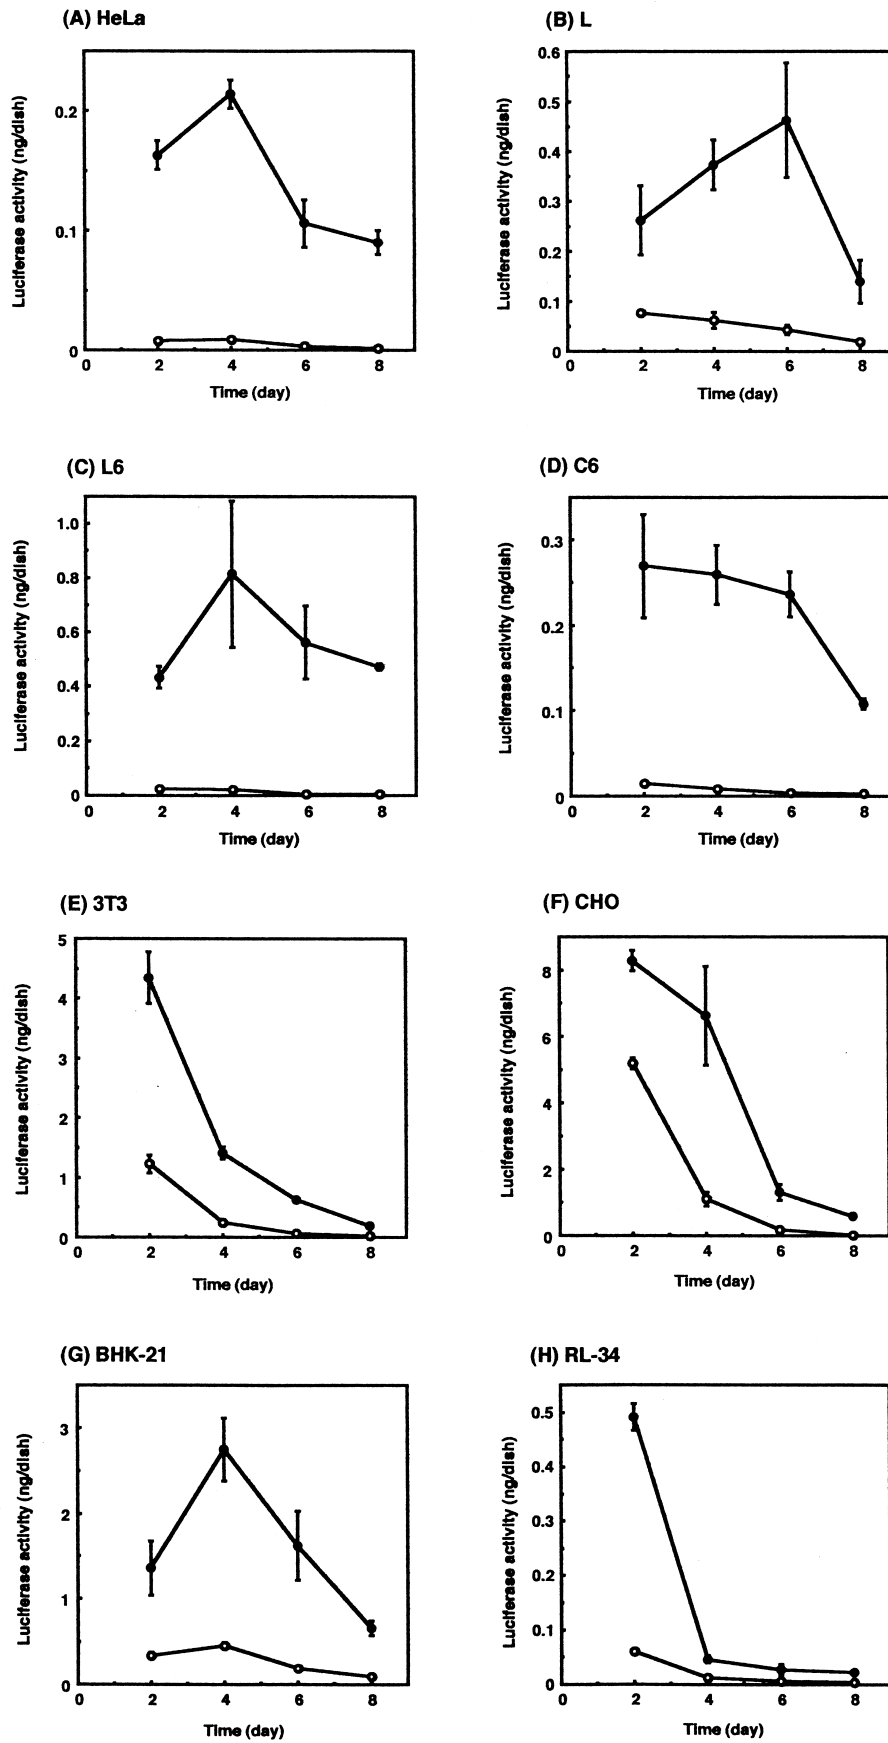 (A) HeLa
Luciferase activity (ng/dish)
0.2
0.1
0
0 2 4 6 8
Time (day)
(B) L
Luciferase activity (ng/dish)
0.6
0.5
0.4
0.3
0.2
0.1
0
0 2 4 6 8
Time (day)
(C) L6
Luciferase activity (ng/dish)
1.0
0.8
0.6
0.4
0.2
0
0 2 4 6 8
Time (day)
(D) C6
Luciferase activity (ng/dish)
0.3
0.2
0.1
0
0 2 4 6 8
Time (day)
(E) 3T3
Luciferase activity (ng/dish)
5
4
3
2
1
0
0 2 4 6 8
Time (day)
(F) CHO
Luciferase activity (ng/dish)
8
6
4
2
0
0 2 4 6 8
Time (day)
(G) BHK-21
Luciferase activity (ng/dish)
3
2
1
0
0 2 4 6 8
Time (day)
(H) RL-34
Luciferase activity (ng/dish)
0.5
0.4
0.3
0.2
0.1
0
0 2 4 6 8
Time (day)